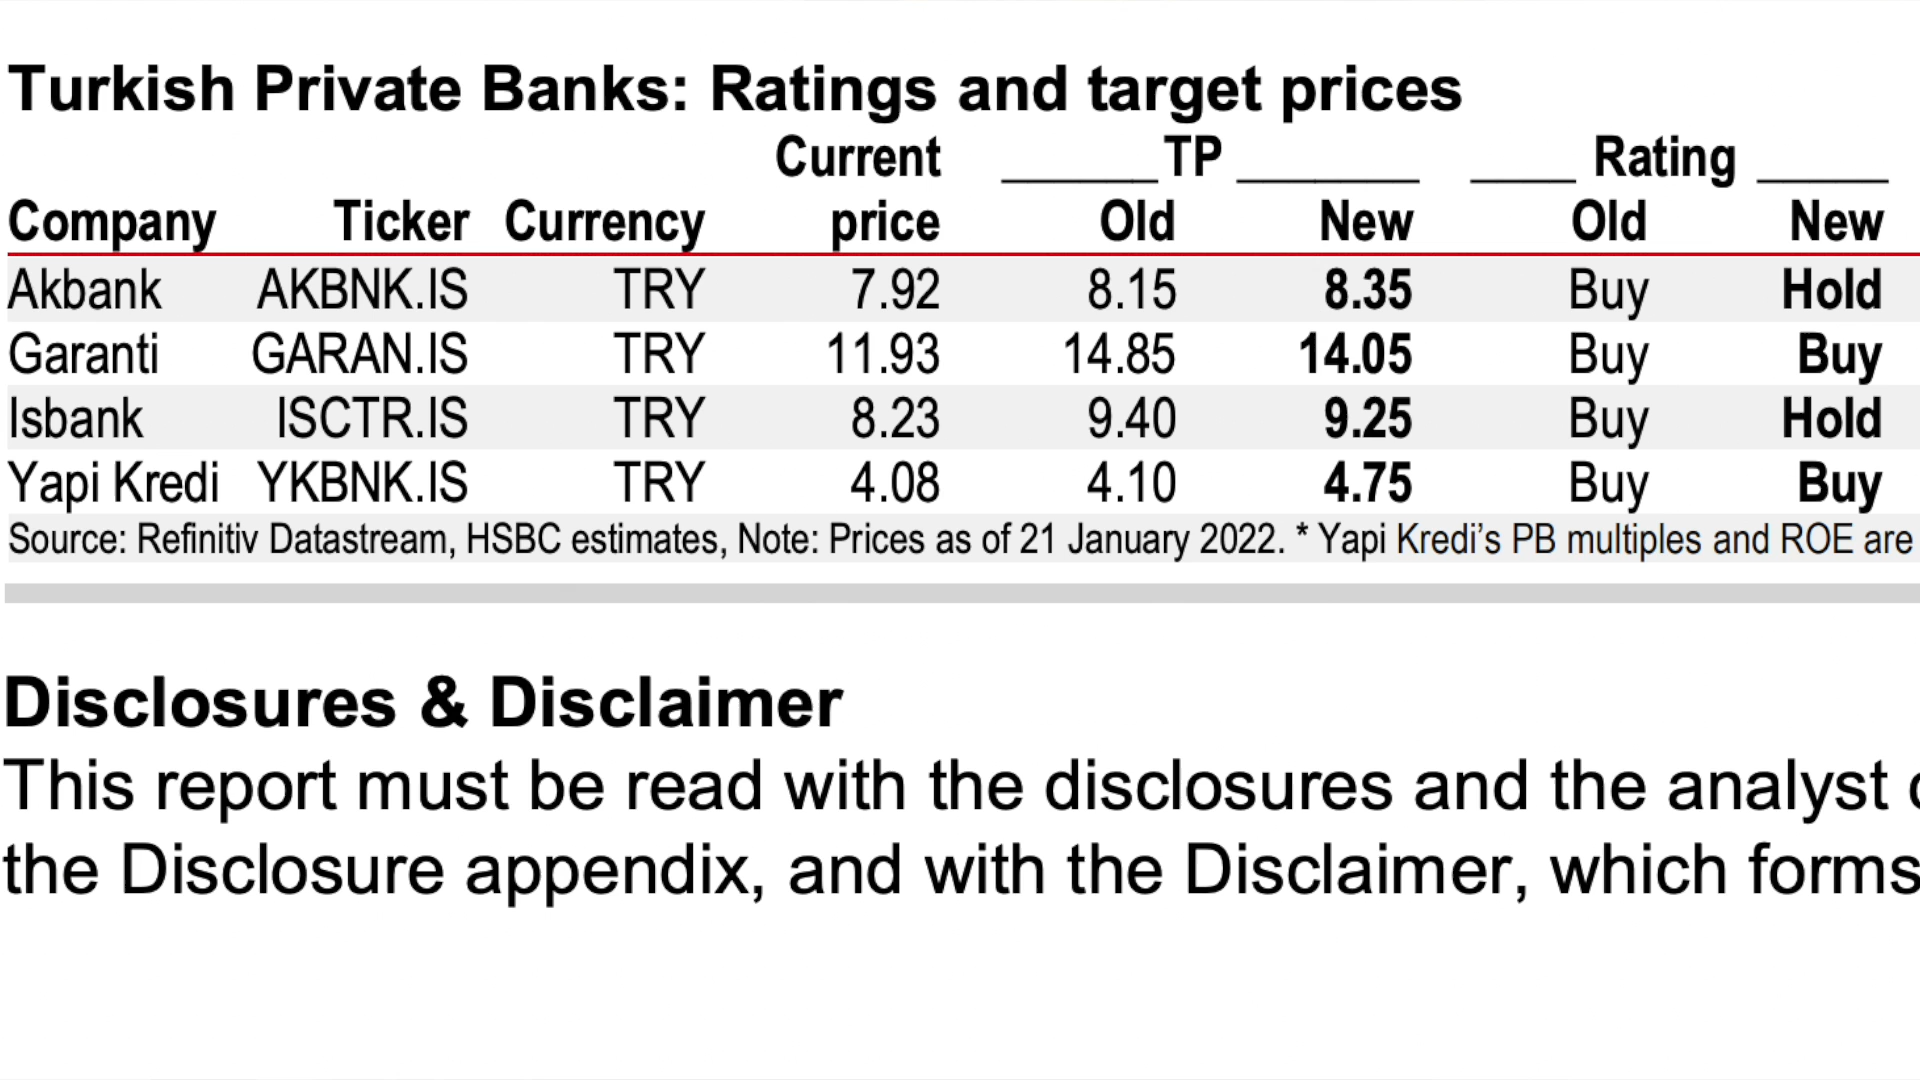 Turkish Private Banks: Ratings and target prices
Current ______TP_______ ____ Rating _____
Company Ticker Currency price Old New Old New
Akbank AKBNK.IS TRY 7.92 8.15 8.35 Buy Hold
Garanti GARAN.IS TRY 11.93 14.85 14.05 Buy Buy
Isbank ISCTR.IS TRY 8.23 9.40 9.25 Buy Hold
Yapi Kredi YKBNK.IS TRY 4.08 4.10 4.75 Buy Buy
Source: Refinitiv Datastream, HSBC estimates, Note: Prices as of 21 January 2022. * Yapi Kredi’s PB multiples and ROE are
Disclosures & Disclaimer
This report must be read with the disclosures and the analyst
the Disclosure appendix, and with the Disclaimer, which forms